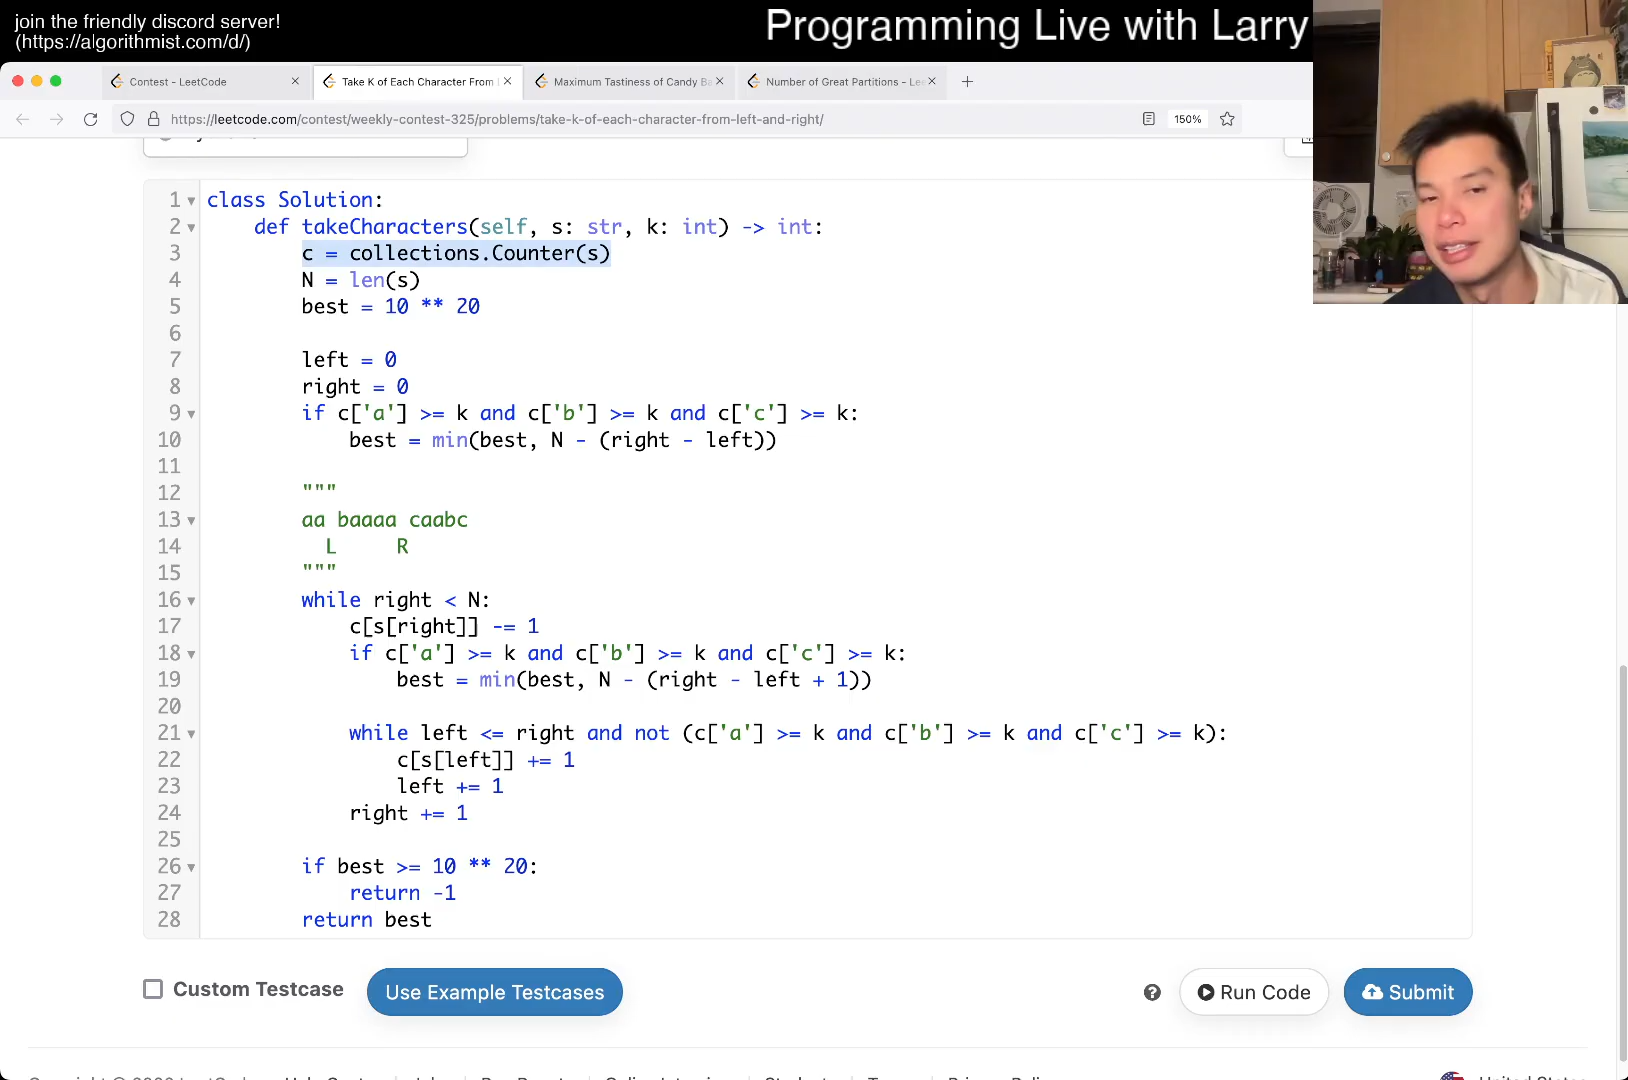 join the friendly discord server!
(https://algorithmist.com/d/)
Programming Live with Larry
Contest - LeetCode
Take K of Each Character From
Maximum Tastiness of Candy Ba
Number of Great Partitions - Lee
https://leetcode.com/contest/weekly-contest-325/problems/take-k-of-each-character-from-left-and-right/
150%
1 class Solution:
2 def takeCharacters(self, s: str, k: int) -> int:
3 c = collections.Counter(s)
4 N = len(s)
5 best = 10 ** 20
6
7 left = 0
8 right = 0
9 if c['a'] >= k and c['b'] >= k and c['c'] >= k:
10 best = min(best, N - (right - left))
11
12 """
13 aa baaaa caabc
14 L R
15 """
16 while right < N:
17 c[s[right]] -= 1
18 if c['a'] >= k and c['b'] >= k and c['c'] >= k:
19 best = min(best, N - (right - left + 1))
20
21 while left <= right and not (c['a'] >= k and c['b'] >= k and c['c'] >= k):
22 c[s[left]] += 1
23 left += 1
24 right += 1
25
26 if best >= 10 ** 20:
27 return -1
28 return best
Custom Testcase
Use Example Testcases
Run Code
Submit
United States